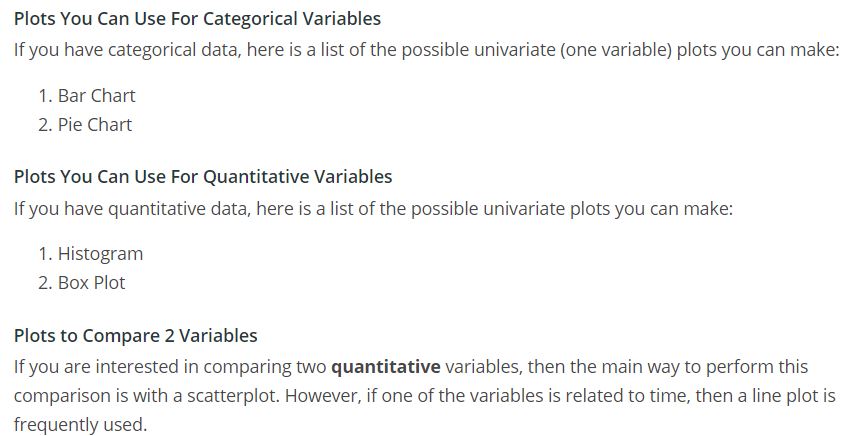 Plots You Can Use For Categorical Variables
If you have categorical data, here is a list of the possible univariate (one variable) plots you can make:
1. Bar Chart
2. Pie Chart
Plots You Can Use For Quantitative Variables
If you have quantitative data, here is a list of the possible univariate plots you can make:
1. Histogram
2. Box Plot
Plots to Compare 2 Variables
If you are interested in comparing two quantitative variables, then the main way to perform this
comparison is with a scatterplot. However, if one of the variables is related to time, then a line plot is
frequently used.